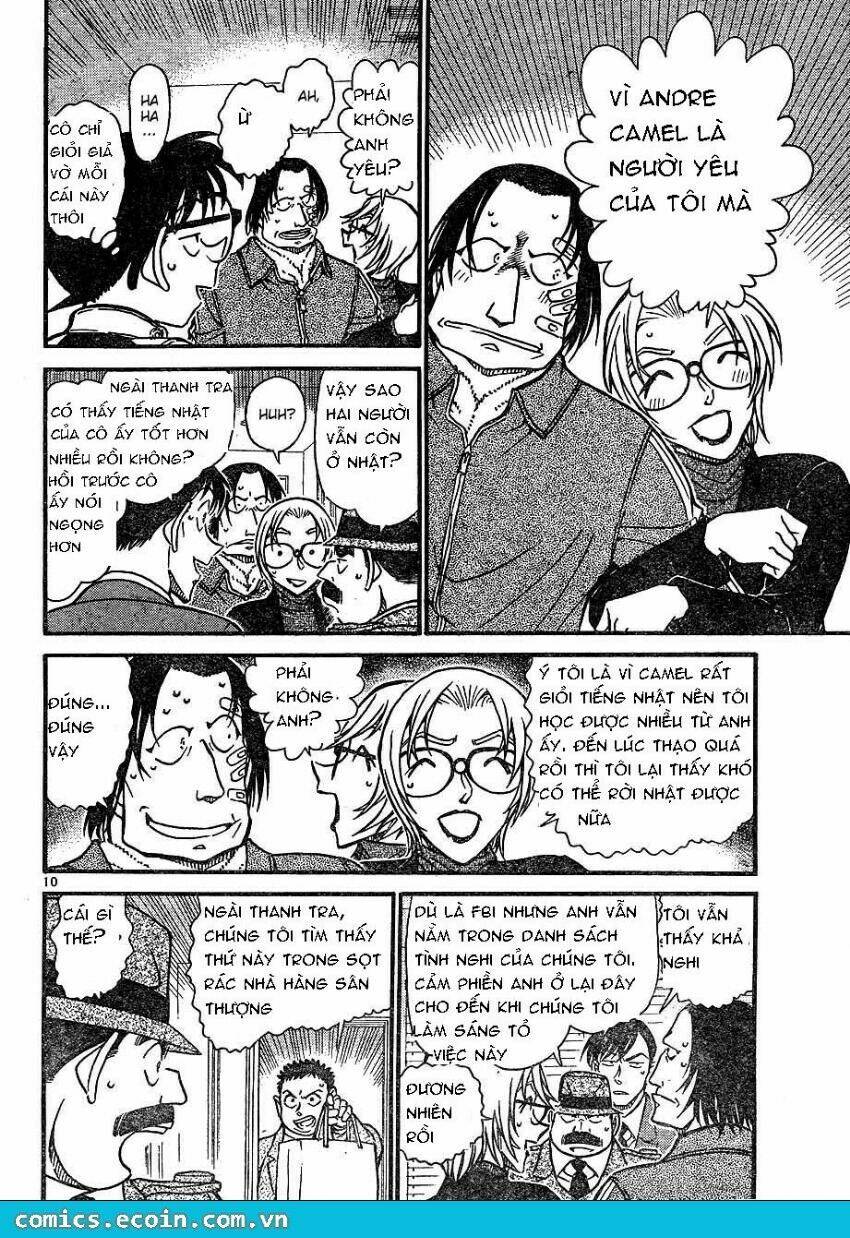 VÌ ANDRE
CAMEL LÀ
NGƯỜI YÊU
CỦA TÔI MÀ
PHẢI
KHÔNG
ANH
YÊU?
AH,
Ừ
HA
HA
...
CÔ CHỈ
GIỎI GIẢ
VỜ MỖI
CÁI NÀY
THÔI
VẬY SAO
HAI NGƯỜI
VẪN CÒN
Ở NHẬT?
HUH?
NGÀI THANH TRA
CÓ THẤY TIẾNG NHẬT
CỦA CÔ ẤY TỐT HƠN
NHIỀU RỒI KHÔNG?
HỒI TRƯỚC CÔ
ẤY NÓI
NGỌNG
HƠN
Ý TÔI LÀ VÌ CAMEL RẤT
GIỎI TIẾNG NHẬT NÊN TÔI
HỌC ĐƯỢC NHIỀU TỪ ANH
ẤY. ĐẾN LÚC THẠO QUÁ
RỒI THÌ TÔI LẠI THẤY KHÓ
CÓ THỂ RỜI NHẬT ĐƯỢC
NỮA
PHẢI
KHÔNG
ANH?
ĐÚNG...
ĐÚNG
VẬY
10
TÔI VẪN
THẤY KHẢ
NGHI
DÙ LÀ FBI NHƯNG ANH VẪN
NẰM TRONG DANH SÁCH
TÌNH NGHI CỦA CHÚNG TÔI.
CẢM PHIỀN ANH Ở LẠI ĐÂY
CHO ĐẾN KHI CHÚNG TÔI
LÀM SÁNG TỎ
VIỆC NÀY
ĐƯƠNG
NHIÊN
RỒI
NGÀI THANH TRA,
CHÚNG TÔI TÌM THẤY
THỨ NÀY TRONG SỌT
RÁC NHÀ HÀNG SÂN
THƯỢNG
CÁI GÌ
THẾ?
comics.ecoin.com.vn